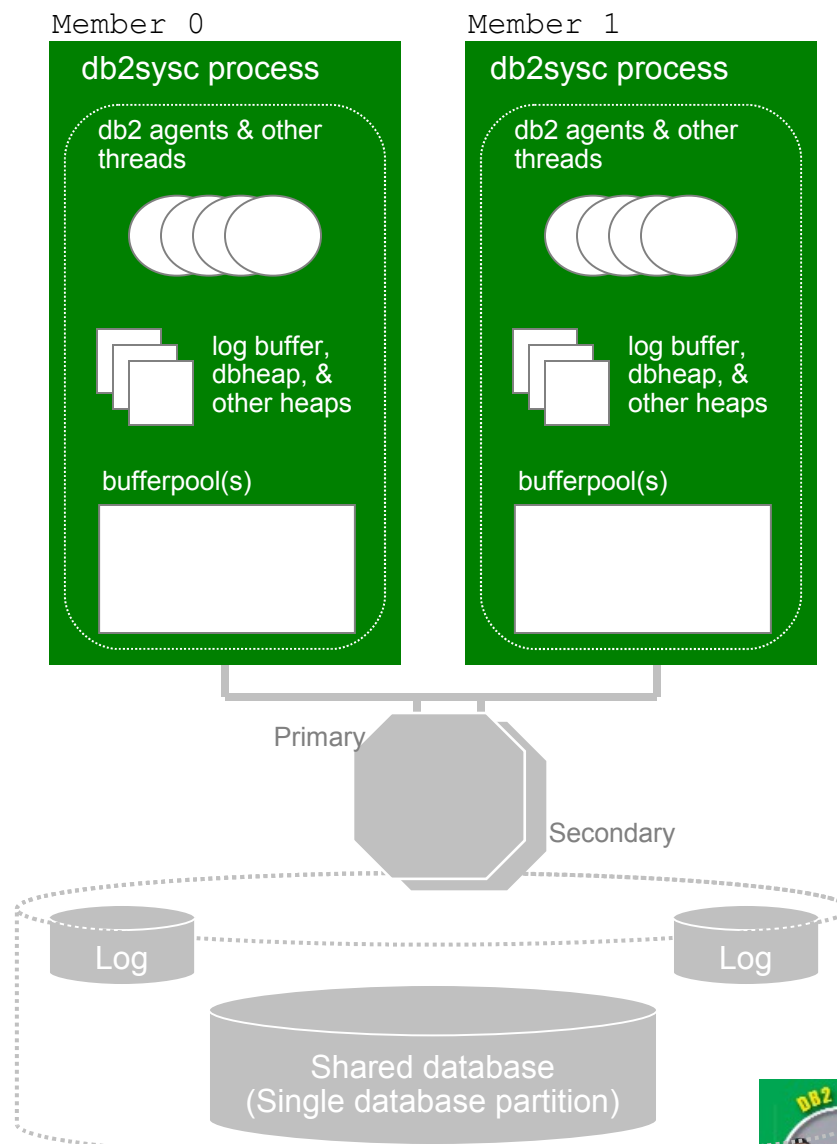 Member 0
Member 1
db2sysc process
db2 agents & other
threads
log buffer,
dbheap, &
other heaps
bufferpool(s)
db2sysc process
db2 agents & other
threads
log buffer,
dbheap, &
other heaps
bufferpool(s)
Primary
Secondary
Log
Log
Shared database
(Single database partition)
DB2